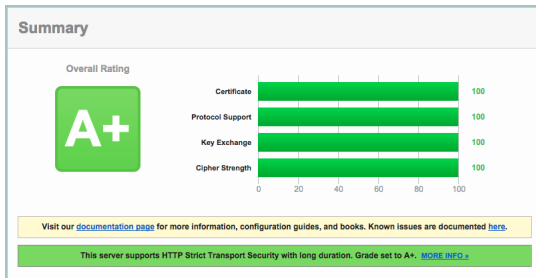 Summary
Overall Rating
A+
Certificate 100
Protocol Support 100
Key Exchange 100
Cipher Strength 100
0 20 40 60 80 100
Visit our documentation page for more information, configuration guides, and books. Known issues are documented here.
This server supports HTTP Strict Transport Security with long duration. Grade set to A+. MORE INFO »